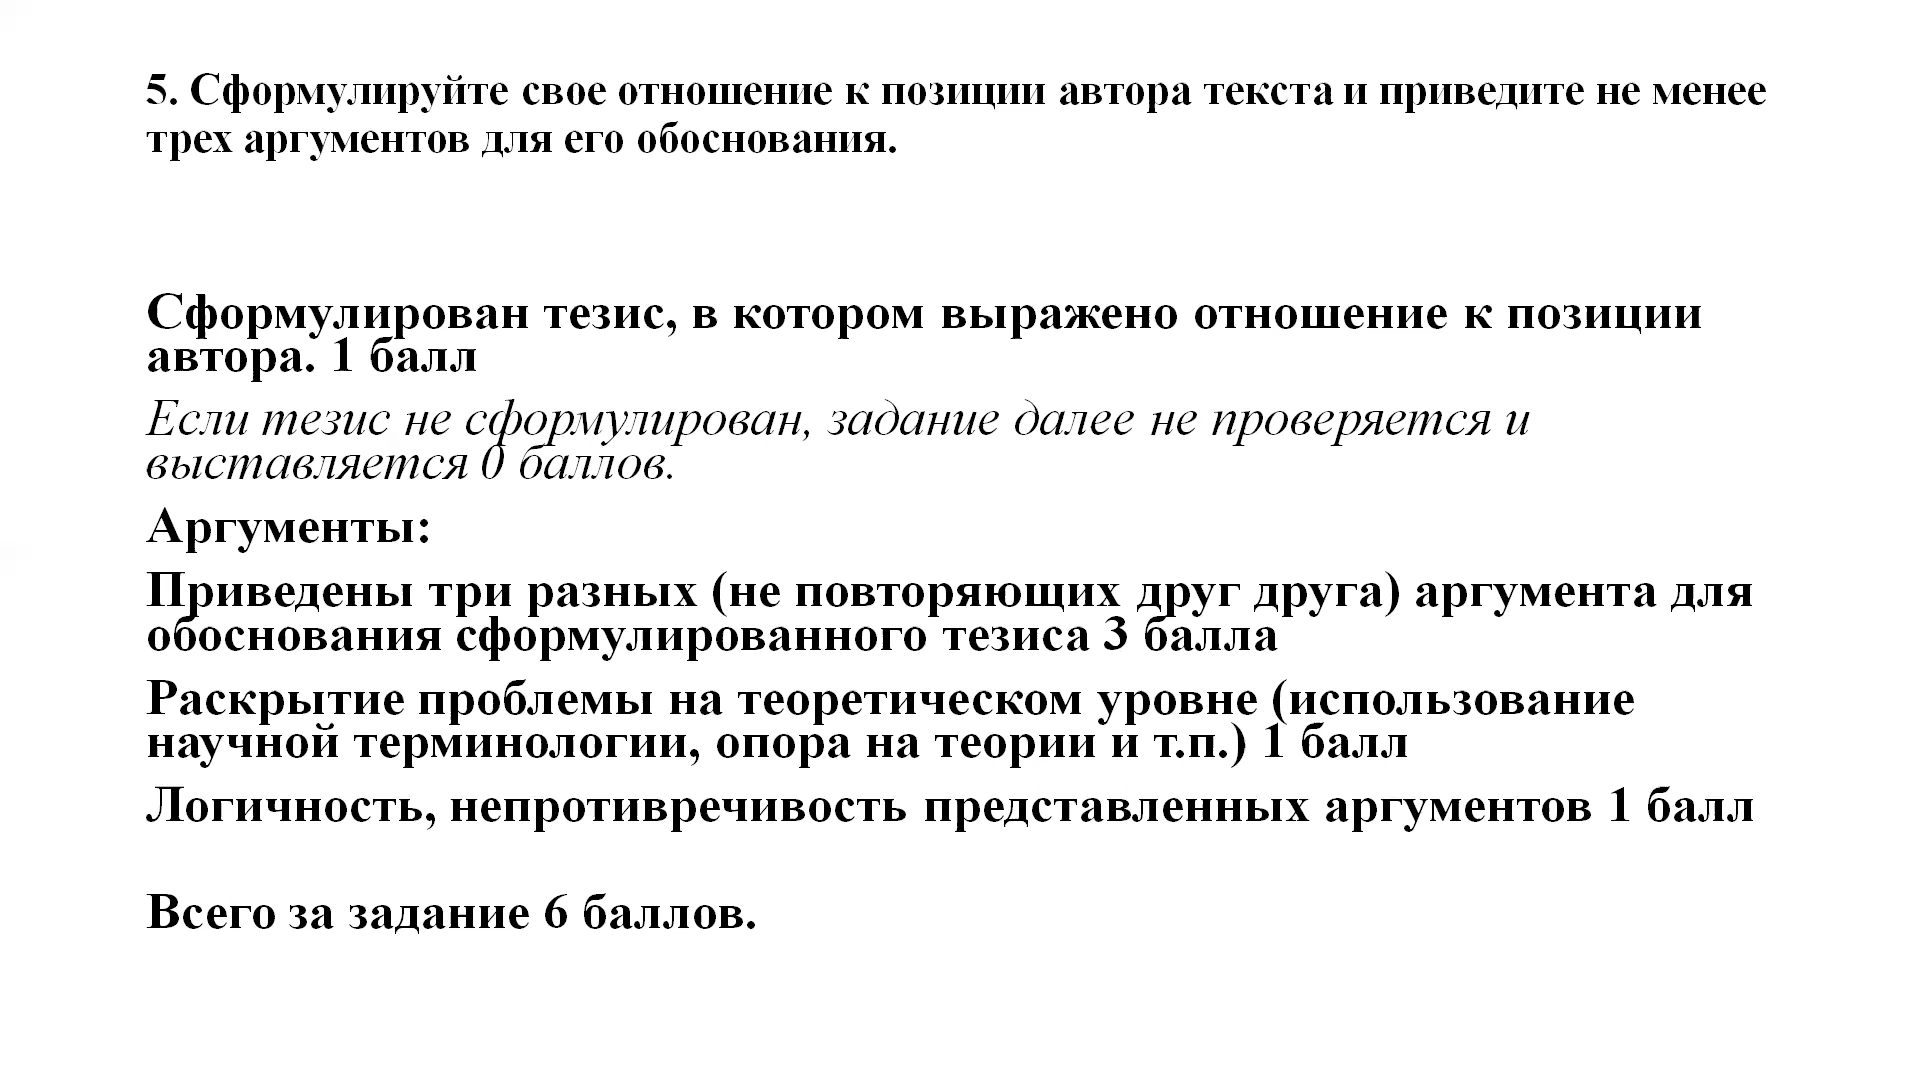 5. Сформулируйте свое отношение к позиции автора текста и приведите не менее
трех аргументов для его обоснования.
Сформулирован тезис, в котором выражено отношение к позиции
автора. 1 балл
Если тезис не сформулирован, задание далее не проверяется и
выставляется 0 баллов.
Аргументы:
Приведены три разных (не повторяющих друг друга) аргумента для
обоснования сформулированного тезиса 3 балла
Раскрытие проблемы на теоретическом уровне (использование
научной терминологии, опора на теории и т.п.) 1 балл
Логичность, непротивречивость представленных аргументов 1 балл
Всего за задание 6 баллов.